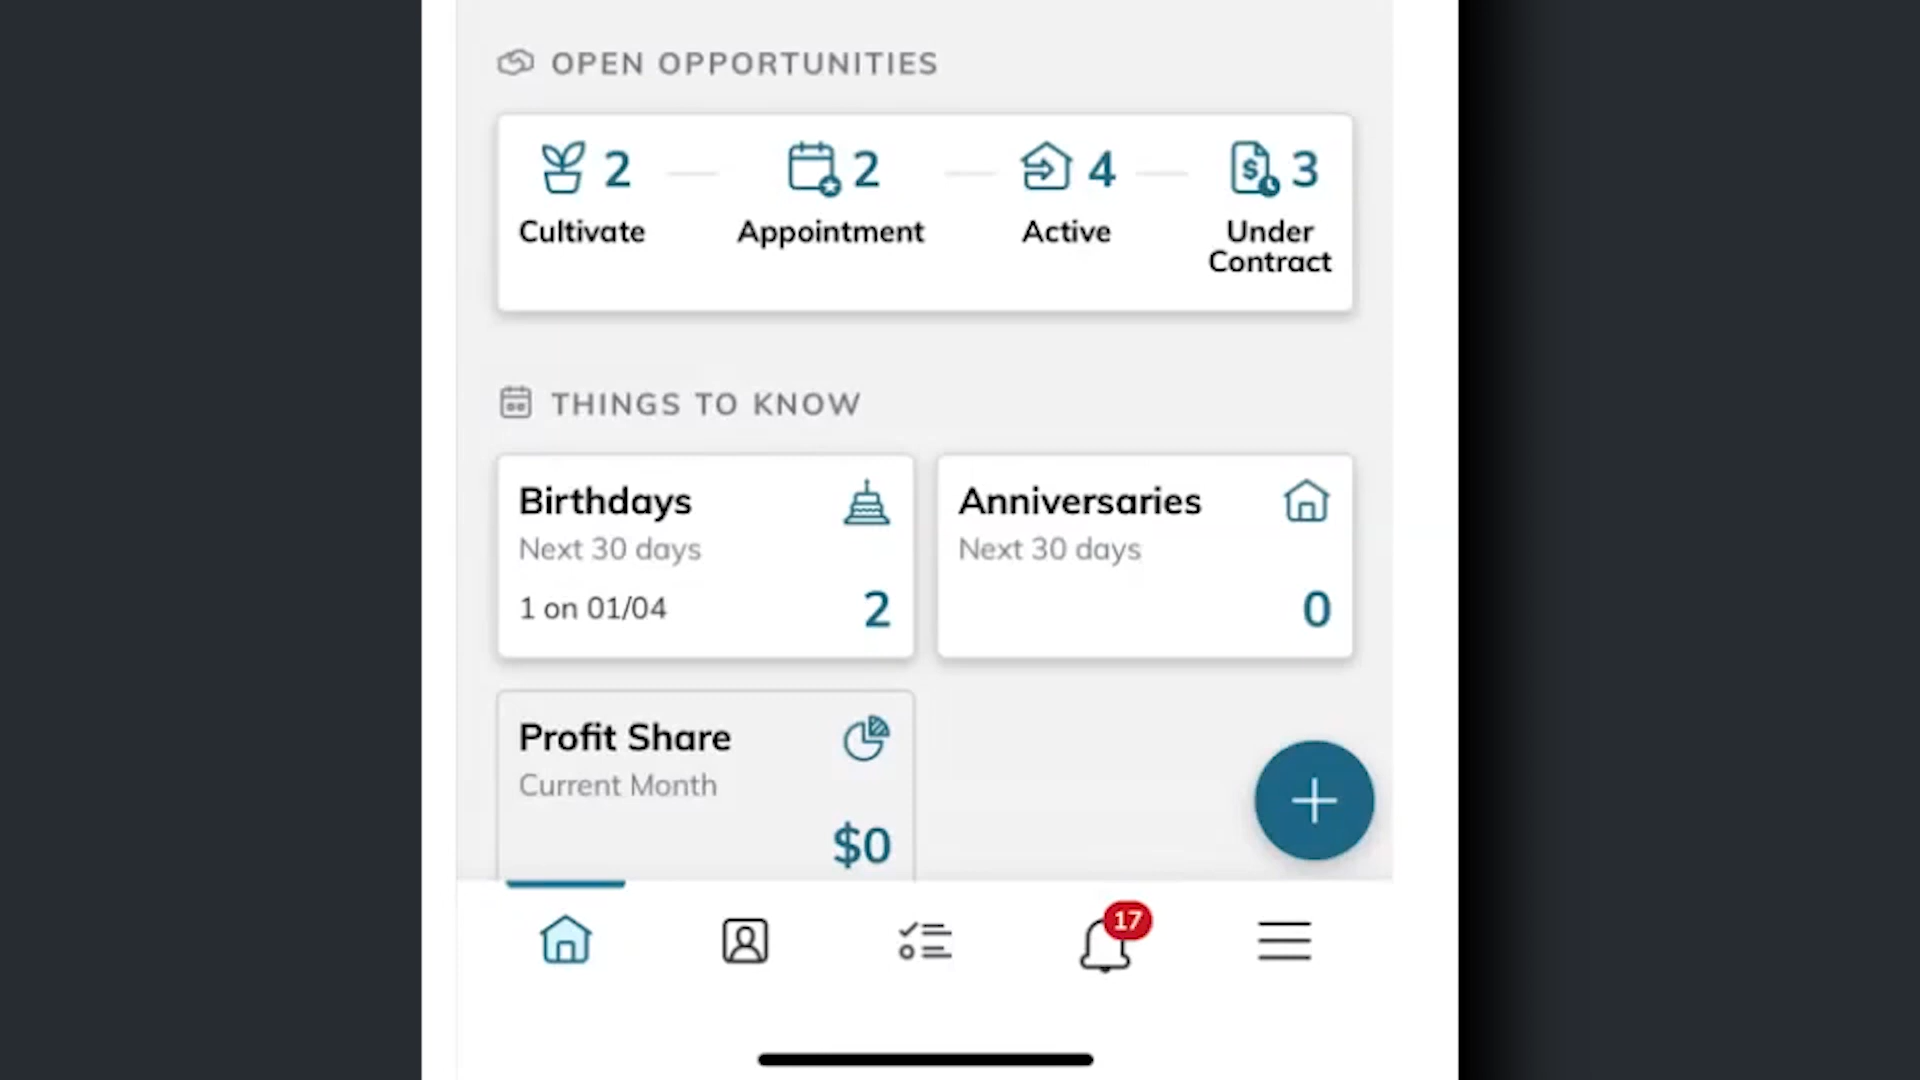 OPEN OPPORTUNITIES
2 2 4 3
Cultivate Appointment Active Under Contract
THINGS TO KNOW
Birthdays
Next 30 days
1 on 01/04 2
Anniversaries
Next 30 days
0
Profit Share
Current Month
$0
17